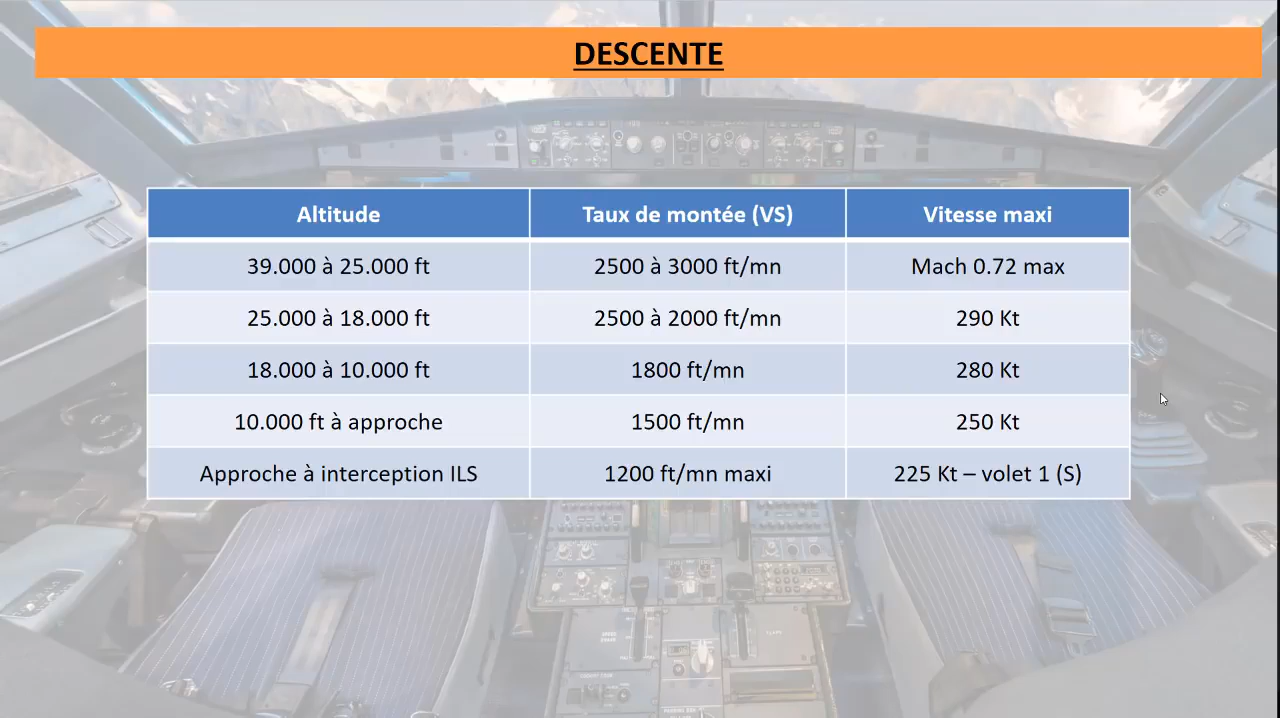 DESCENTE
Altitude Taux de montée (VS) Vitesse maxi
39.000 à 25.000 ft 2500 à 3000 ft/mn Mach 0.72 max
25.000 à 18.000 ft 2500 à 2000 ft/mn 290 Kt
18.000 à 10.000 ft 1800 ft/mn 280 Kt
10.000 ft à approche 1500 ft/mn 250 Kt
Approche à interception ILS 1200 ft/mn maxi 225 Kt – volet 1 (S)